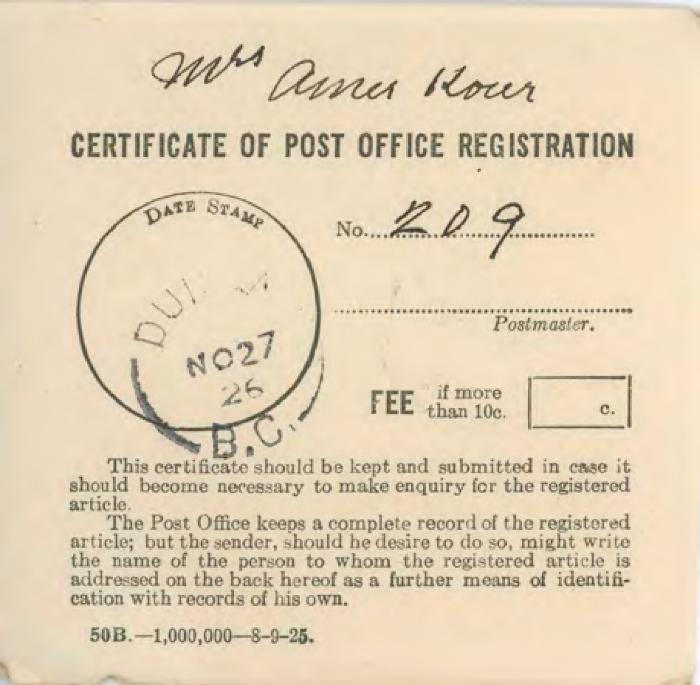 Mrs Amer Kour
CERTIFICATE OF POST OFFICE REGISTRATION
DATE STAMP
NO 27
26
B.C.
No. 209
Postmaster.
FEE if more than 10c.
c.
This certificate should be kept and submitted in case it
should become necessary to make enquiry for the registered
article.
The Post Office keeps a complete record of the registered
article; but the sender, should he desire to do so, might write
the name of the person to whom the registered article is
addressed on the back hereof as a further means of identifi-
cation with records of his own.
50B.—1,000,000—8-9-25.